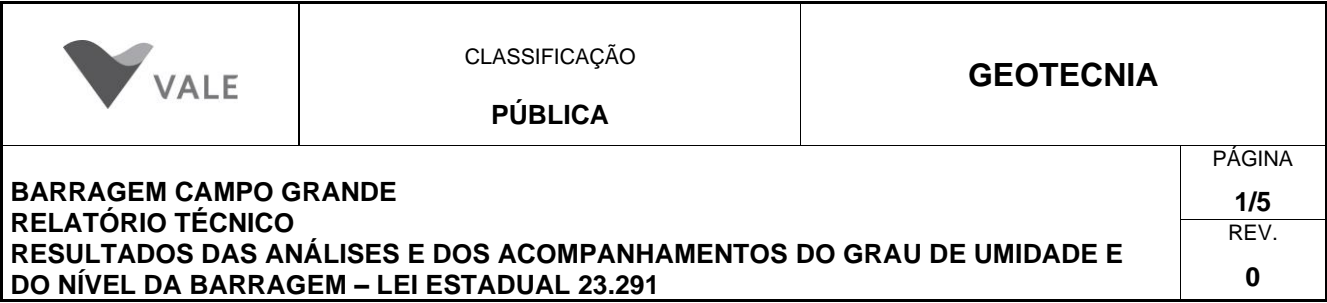 VALE
CLASSIFICAÇÃO
PÚBLICA
GEOTECNIA
BARRAGEM CAMPO GRANDE
RELATÓRIO TÉCNICO
RESULTADOS DAS ANÁLISES E DOS ACOMPANHAMENTOS DO GRAU DE UMIDADE E
DO NÍVEL DA BARRAGEM – LEI ESTADUAL 23.291
PÁGINA
1/5
REV.
0